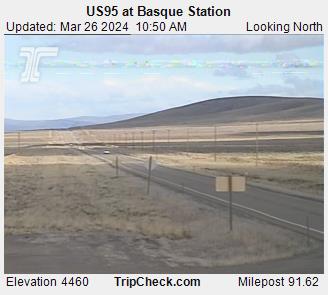 US95 at Basque Station
Updated: Mar 26 2024 10:50 AM Looking North
Elevation 4460 TripCheck.com Milepost 91.62